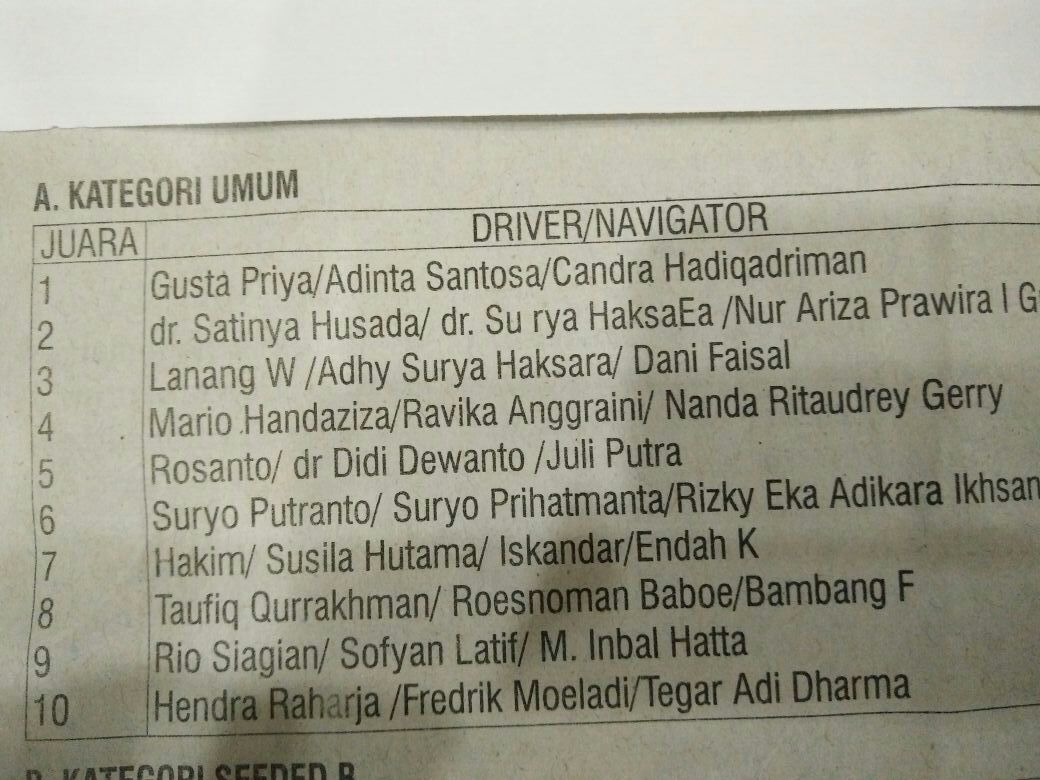 A. KATEGORI UMUM
JUARA DRIVER/NAVIGATOR
1 Gusta Priya/Adinta Santosa/Candra Hadiqadriman
2 dr. Satinya Husada/ dr. Su rya HaksaEa /Nur Ariza Prawira I
3 Lanang W /Adhy Surya Haksara/ Dani Faisal
4 Mario Handaziza/Ravika Anggraini/ Nanda Ritaudrey Gerry
5 Rosanto/ dr Didi Dewanto /Juli Putra
6 Suryo Putranto/ Suryo Prihatmanta/Rizky Eka Adikara Ikhsan
7 Hakim/ Susila Hutama/ Iskandar/Endah K
8 Taufiq Qurrakhman/ Roesnoman Baboe/Bambang F
9 Rio Siagian/ Sofyan Latif/ M. Inbal Hatta
10 Hendra Raharja /Fredrik Moeladi/Tegar Adi Dharma
B. KATEGORI SEEDED B